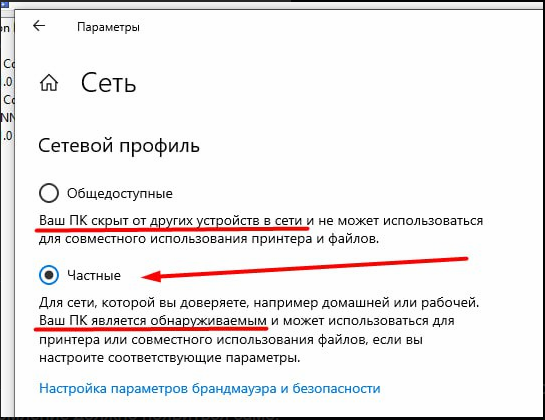 Параметры
Сеть
Сетевой профиль
Общедоступные
Ваш ПК скрыт от других устройств в сети и не может использоваться
для совместного использования принтера и файлов.
Частные
Для сети, которой вы доверяете, например домашней или рабочей.
Ваш ПК является обнаруживаемым и может использоваться для
принтера или совместного использования файлов, если вы
настроите соответствующие параметры.
Настройка параметров брандмауэра и безопасности